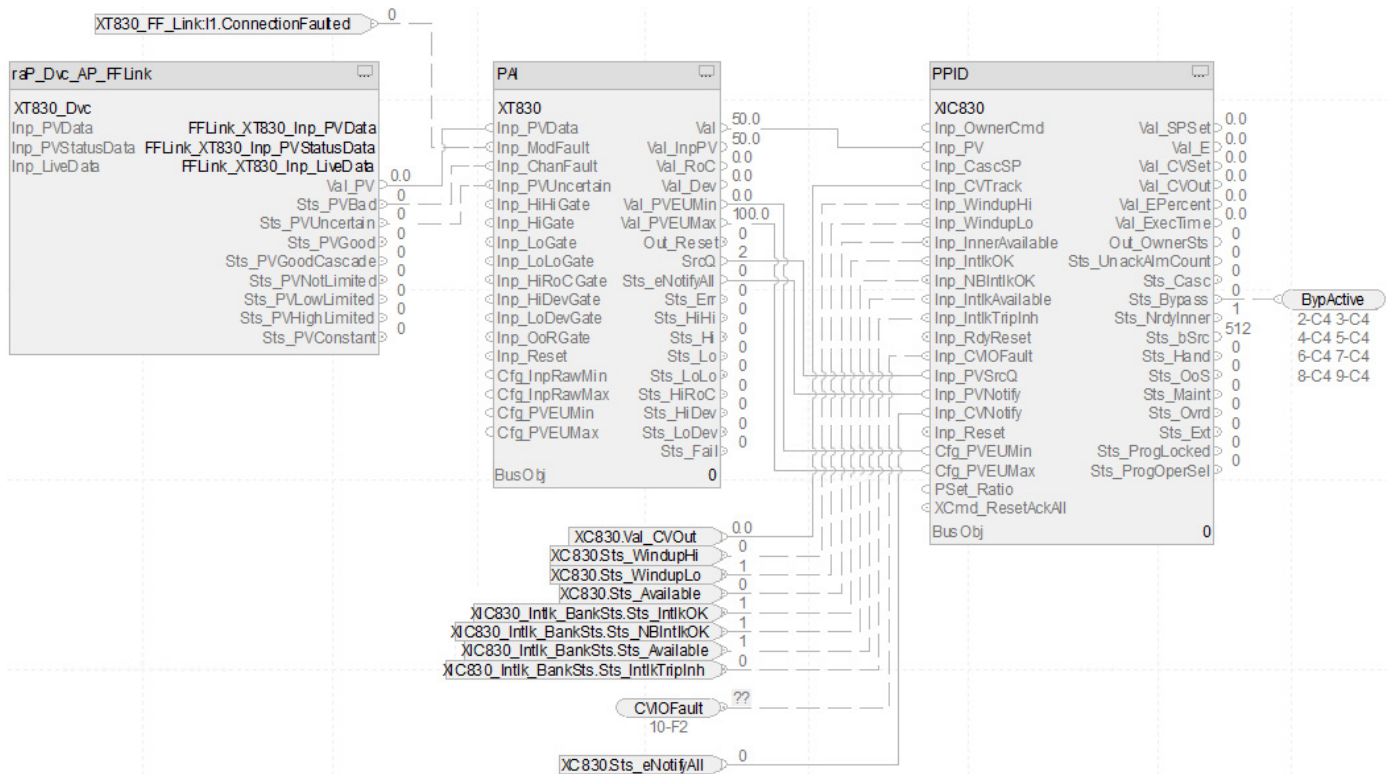 XT830_FF_Link:I1.ConnectionFaulted
0
raP_Dvc_AP_FFLink
XT830_Dvc
Inp_PVData FFLink_XT830_Inp_PVData
Inp_PVStatusData FFLink_XT830_Inp_PVStatusData
Inp_LiveData FFLink_XT830_Inp_LiveData
Val_PV 0.0
Sts_PVBad 0
Sts_PVUncertain 0
Sts_PVGood 0
Sts_PVGoodCascade 0
Sts_PVNotLimited 0
Sts_PVLowLimited 0
Sts_PVHighLimited 0
Sts_PVConstant 0
PAI
XT830
Inp_PVData Val 50.0
Inp_ModFault Val_InpPV 50.0
Inp_ChanFault Val_RoC 0.0
Inp_PVUncertain Val_Dev 0.0
Inp_HiHiGate Val_PVEUMin 0.0
Inp_HiGate Val_PVEUMax 100.0
Inp_LoGate Out_Reset 0
Inp_LoLoGate SrcQ 2
Inp_HiRoCGate Sts_eNotifyAll 0
Inp_HiDevGate Sts_Err 0
Inp_LoDevGate Sts_HiHi 0
Inp_OoRGate Sts_Hi 0
Inp_Reset Sts_Lo 0
Cfg_InpRawMin Sts_LoLo 0
Cfg_InpRawMax Sts_HiRoC 0
Cfg_PVEUMin Sts_HiDev 0
Cfg_PVEUMax Sts_LoDev 0
Sts_Fail 0
BusObj 0
PPID
XIC830
Inp_OwnerCmd Val_SPSet 0.0
Inp_PV Val_E 0.0
Inp_CascSP Val_CVSet 0.0
Inp_CVTrack Val_CVOut 0.0
Inp_WindupHi Val_EPercent 0.0
Inp_WindupLo Val_ExecTime 0.0
Inp_InnerAvailable Out_OwnerSts 0
Inp_IntlkOK Sts_UnackAlmCount 0
Inp_NBIntlkOK Sts_Casc 0
Inp_IntlkAvailable Sts_Bypass 0
Inp_IntlkTripInh Sts_NrdyInner 1
Inp_RdyReset Sts_bSrc 512
Inp_CVIOFault Sts_Hand 0
Inp_PVSrcQ Sts_OoS 0
Inp_PVNotify Sts_Maint 0
Inp_CVNotify Sts_Ovrd 0
Inp_Reset Sts_Ext 0
Cfg_PVEUMin Sts_ProgLocked 0
Cfg_PVEUMax Sts_ProgOperSel 0
PSet_Ratio
XCmd_ResetAckAll
BusObj 0
BypActive
2-C4 3-C4
4-C4 5-C4
6-C4 7-C4
8-C4 9-C4
XC830.Val_CVOut 0.0
XC830.Sts_WindupHi 0
XC830.Sts_WindupLo 1
XC830.Sts_Available 0
XIC830_Intlk_BankSts.Sts_IntlkOK 1
XIC830_Intlk_BankSts.Sts_NBIntlkOK 1
XIC830_Intlk_BankSts.Sts_Available 1
XIC830_Intlk_BankSts.Sts_IntlkTripInh 0
CVIOFault ??
10-F2
XC830.Sts_eNotifyAll 0